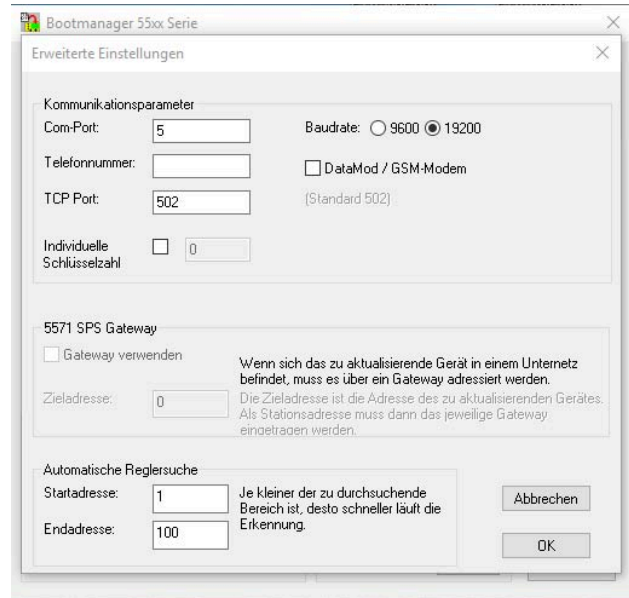 Bootmanager 55xx Serie
Erweiterte Einstellungen
Kommunikationsparameter
Com-Port: 5
Baudrate: 9600 19200
Telefonnummer:
DataMod / GSM-Modem
TCP Port: 502
(Standard 502)
Individuelle
Schlüsselzahl
0
5571 SPS Gateway
Gateway verwenden
Wenn sich das zu aktualisierende Gerät in einem Unternetz
befindet, muss es über ein Gateway adressiert werden.
Zieladresse: 0
Die Zieladresse ist die Adresse des zu aktualisierenden Gerätes.
Als Stationsadresse muss dann das jeweilige Gateway
eingetragen werden.
Automatische Reglersuche
Startadresse: 1
Endadresse: 100
Je kleiner der zu durchsuchende
Bereich ist, desto schneller läuft die
Erkennung.
Abbrechen
OK